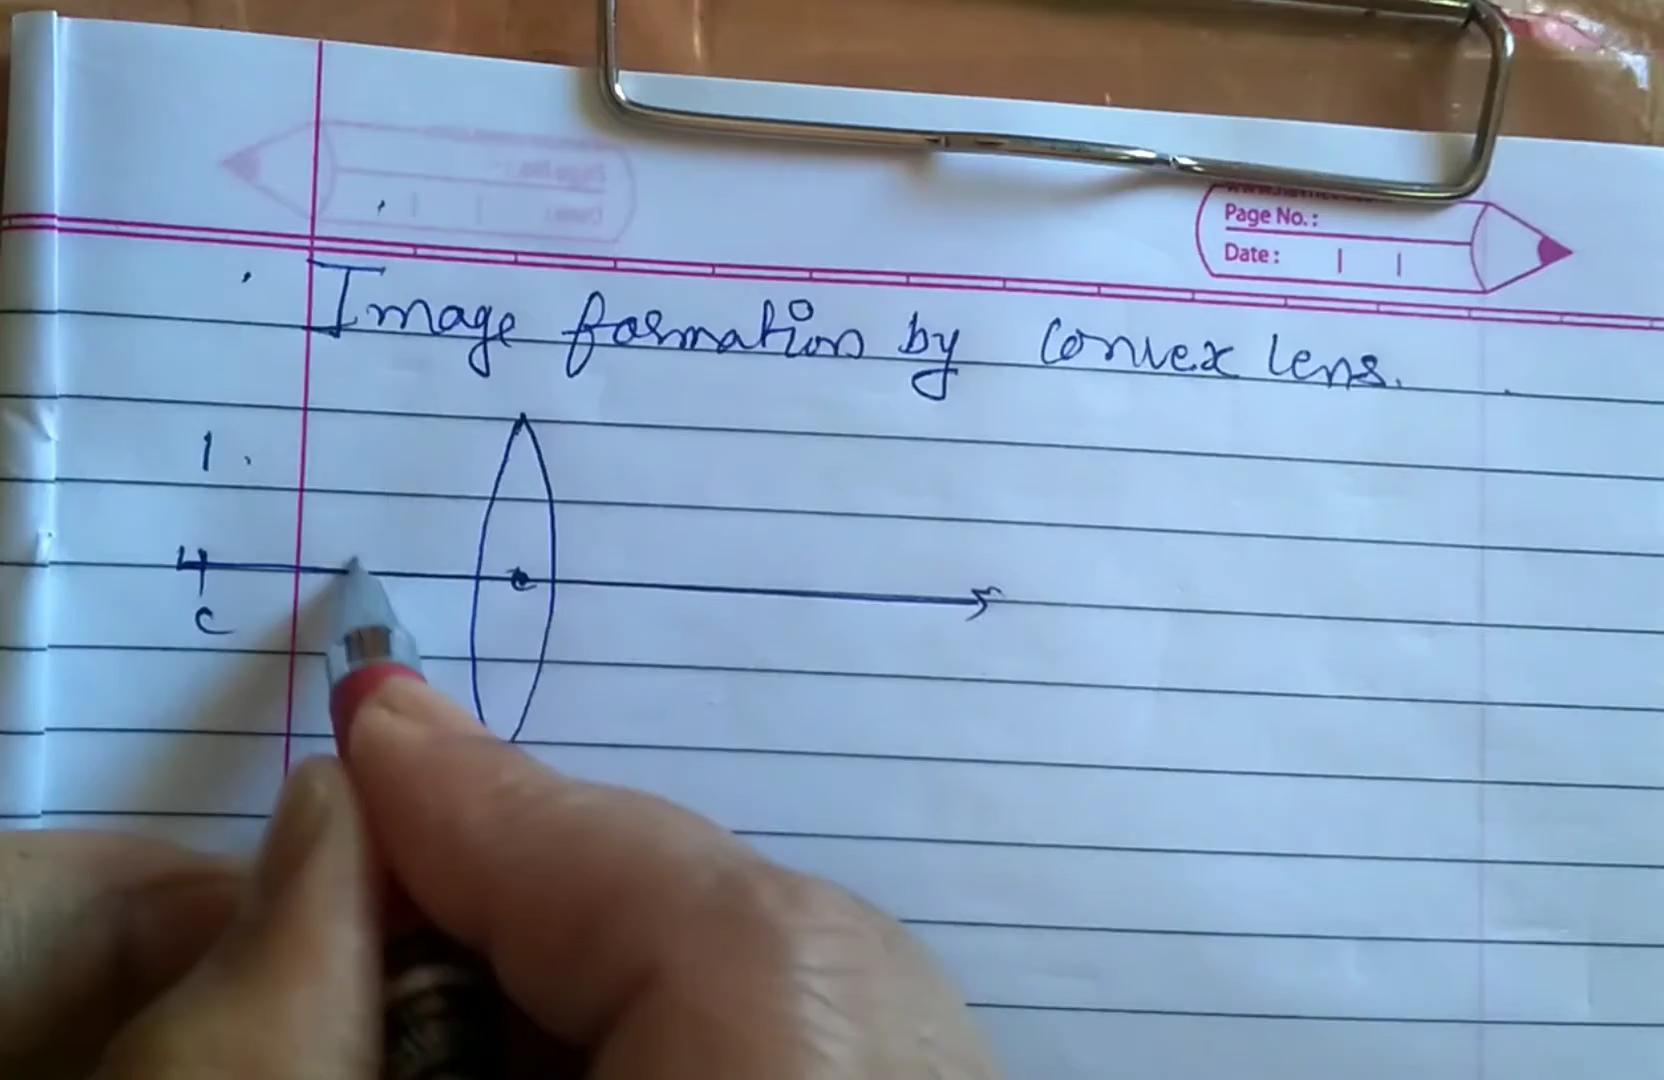 Page No. :
Date :
Image formation by convex lens.
1.
c